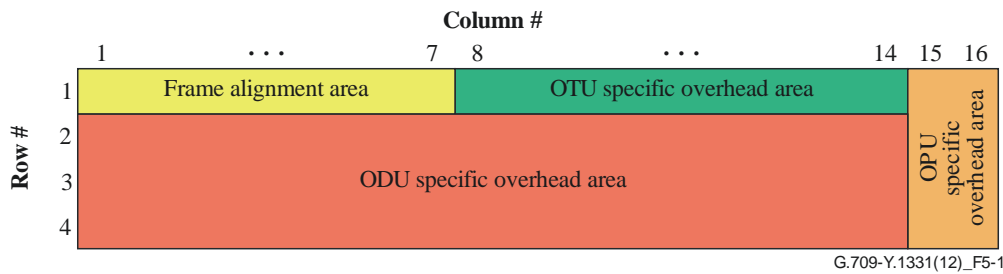 Column #
1 ... 7 8 ... 14 15 16
Row #
1 Frame alignment area OTU specific overhead area
2
3 ODU specific overhead area
4
OPU
specific
overhead area
G.709-Y.1331(12)_F5-1